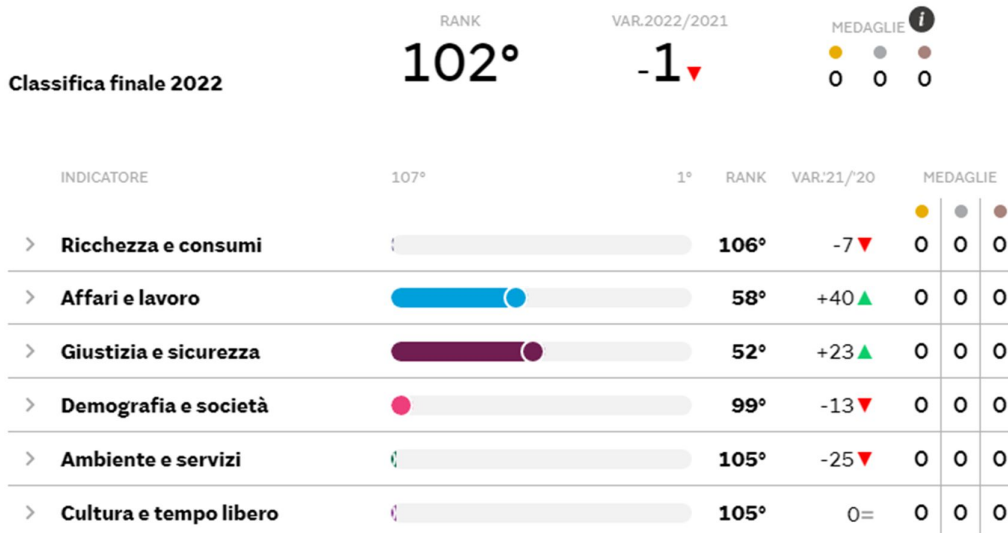 RANK VAR.2022/2021 MEDAGLIE i
Classifica finale 2022 102° -1 0 0 0
INDICATORE 107° 1° RANK VAR.'21/'20 MEDAGLIE
Ricchezza e consumi 106° -7 0 0 0
Affari e lavoro 58° +40 0 0 0
Giustizia e sicurezza 52° +23 0 0 0
Demografia e società 99° -13 0 0 0
Ambiente e servizi 105° -25 0 0 0
Cultura e tempo libero 105° 0= 0 0 0